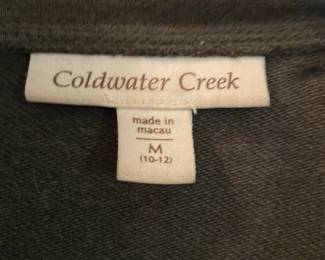 Coldwater Creek
made in
macau
M
(10-12)